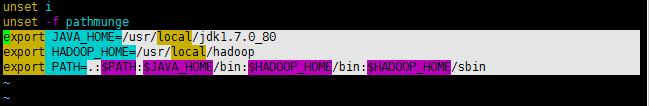 unset i
unset -f pathmunge
export JAVA_HOME=/usr/local/jdk1.7.0_80
export HADOOP_HOME=/usr/local/hadoop
export PATH=.:$PATH:$JAVA_HOME/bin:$HADOOP_HOME/bin:$HADOOP_HOME/sbin
~
~